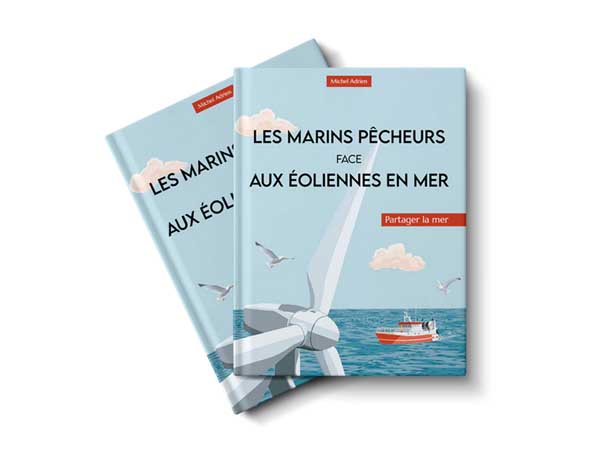 Michel Adrien
LES MARINS
AUX ÉOLI
Michel Adrien
LES MARINS PÊCHEURS
FACE
AUX ÉOLIENNES EN MER
Partager la mer